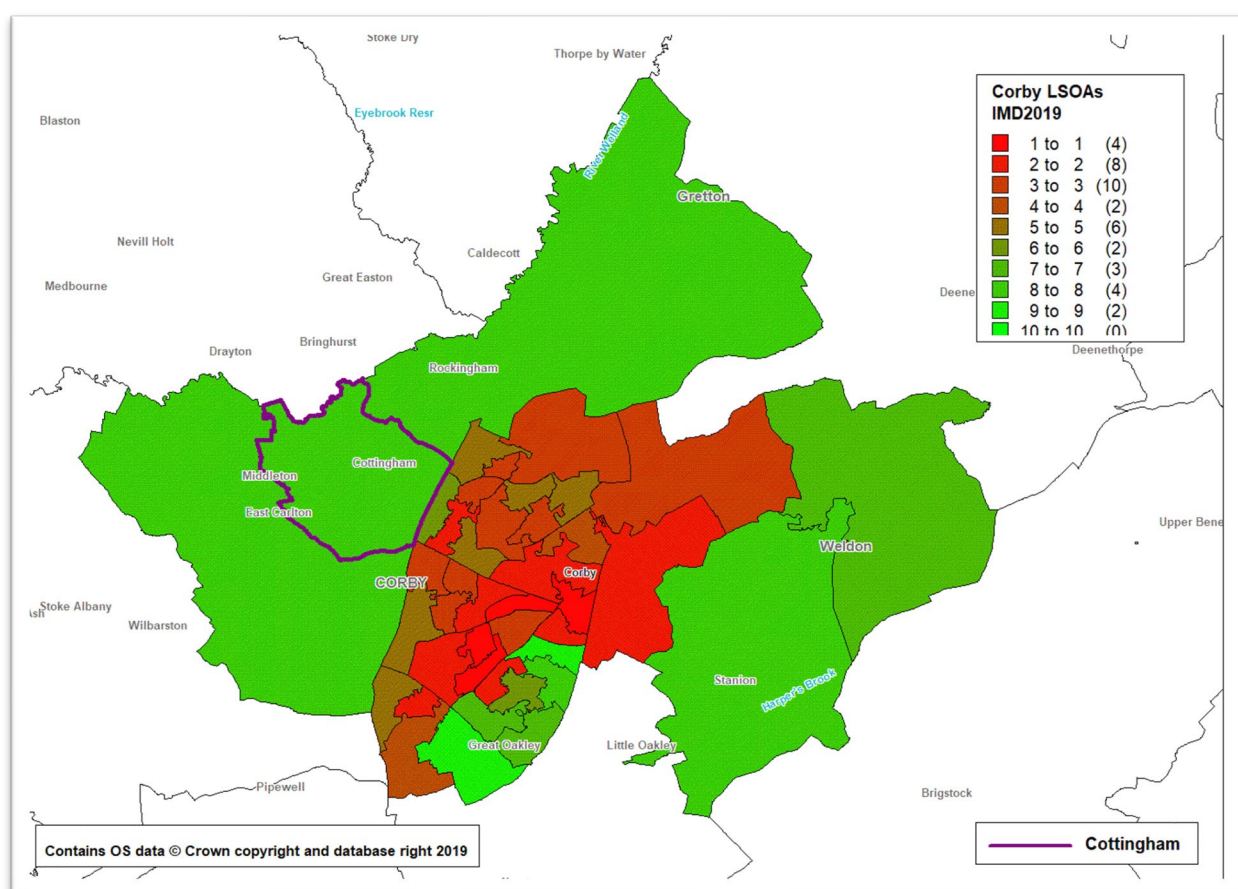 Stoke Dry
Thorpe by Water
Eyebrook Resr
Blaston
River Welland
Gretton
Nevill Holt
Caldecott
Great Easton
Medbourne
Deene
Bringhurst
Drayton
Rockingham
Deenethorpe
Cottingham
Middleton
East Carlton
Upper Bene
Weldon
Corby
CORBY
Ash
Stoke Albany
Wilbarston
Stanion
Harper's Brook
Great Oakley
Little Oakley
Pipewell
Brigstock
Corby LSOAs
IMD2019
1 to 1 (4)
2 to 2 (8)
3 to 3 (10)
4 to 4 (2)
5 to 5 (6)
6 to 6 (2)
7 to 7 (3)
8 to 8 (4)
9 to 9 (2)
10 to 10 (0)
Contains OS data © Crown copyright and database right 2019
Cottingham